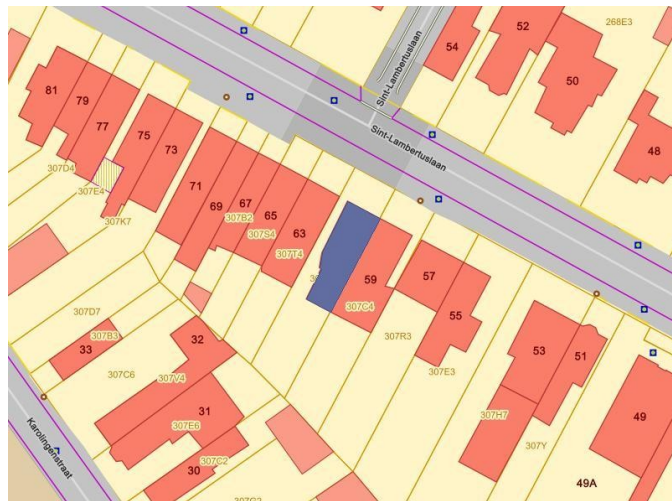 54
52
268E3
50
48
Sint-Lambertuslaan
Sint-Lambertuslaan
81
79
77
75
73
71
69
67
65
63
59
57
55
53
51
49
49A
307D4
307E4
307K7
307B2
307S4
307T4
307C4
307R3
307E3
307H7
307Y
307D7
307B3
33
307C6
32
307V4
31
307E6
30
307C2
Karolingenstraat